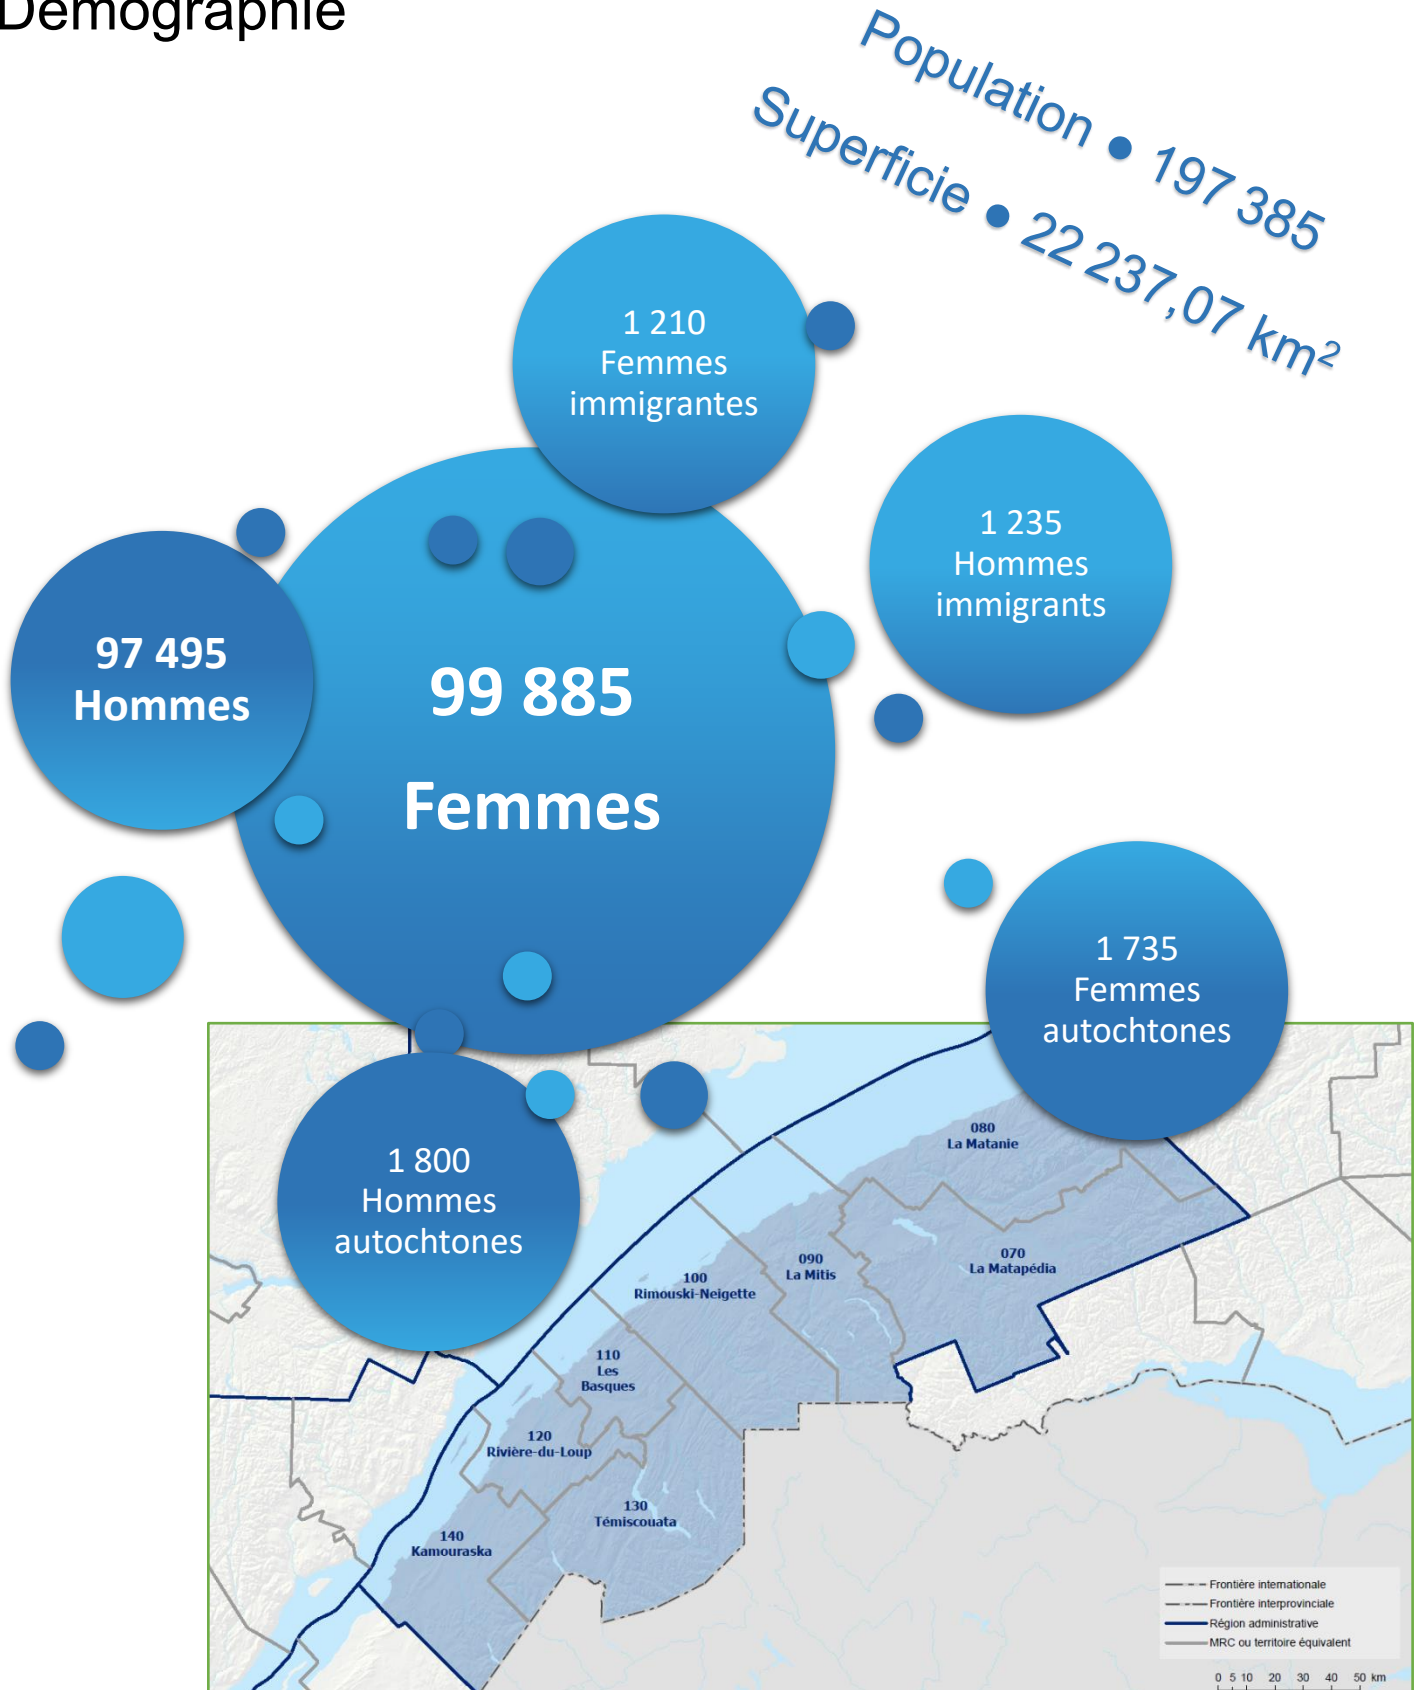 Démographie
Population • 197 385
Superficie • 22 237,07 km²
1 210
Femmes
immigrantes
1 235
Hommes
immigrants
97 495
Hommes
99 885
Femmes
1 735
Femmes
autochtones
1 800
Hommes
autochtones
080
La Matanie
070
La Matapédia
090
La Mitis
100
Rimouski-Neigette
110
Les
Basques
120
Rivière-du-Loup
130
Témiscouata
140
Kamouraska
Frontière internationale
Frontière interprovinciale
Région administrative
MRC ou territoire équivalent
0 5 10 20 30 40 50 km